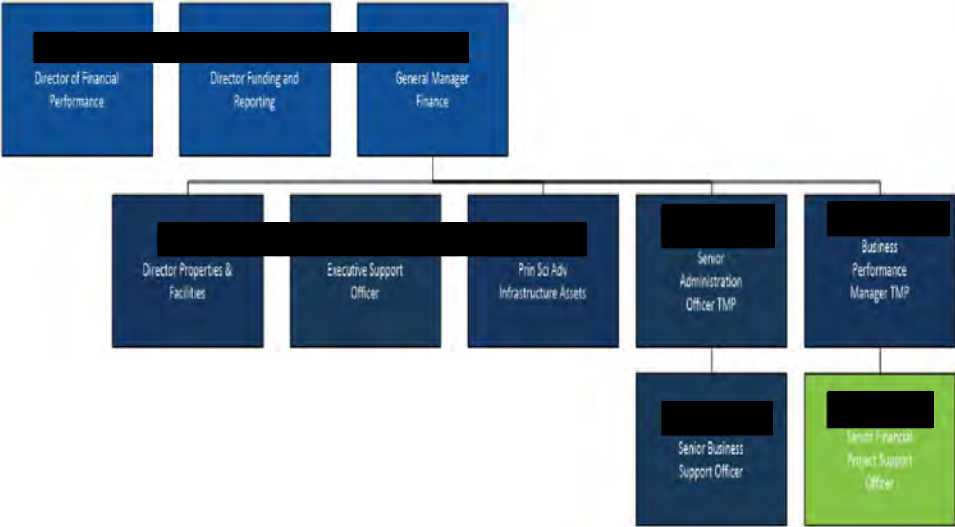 Director of Financial
Performance
Director Funding and
Reporting
General Manager
Finance
Director Properties &
Facilities
Executive Support
Officer
Prin Sci Adv
Infrastructure Assets
Senior
Administration
Officer TMP
Business
Performance
Manager TMP
Senior Business
Support Officer
Senior Financial
Project Support
Officer